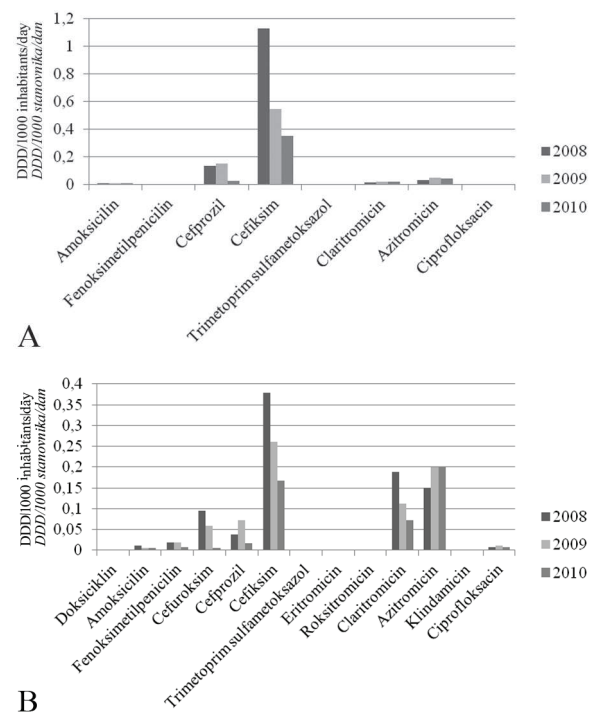 DDD/1000 inhabitants/day
DDD/1000 stanovnika/dan
1,2
1
0,8
0,6
0,4
0,2
0
Amoksicilin
Fenoksimetilpenicilin
Cefprozil
Cefiksim
Trimetoprim sulfametoksazol
Claritromicin
Azitromicin
Ciprofloksacin
2008
2009
2010
A
DDD|1000 ¹nhāb¹tānts|dāy
DDD/1000 stanovnika/dan
0,4
0,35
0,3
0,25
0,2
0,15
0,1
0,05
0
Doksiciklin
Amoksicilin
Fenoksimetilpenicilin
Cefuroksim
Cefprozil
Cefiksim
Trimetoprim sulfametoksazol
Eritromicin
Roksitromicin
Claritromicin
Azitromicin
Klindamicin
Ciprofloksacin
2008
2009
2010
B